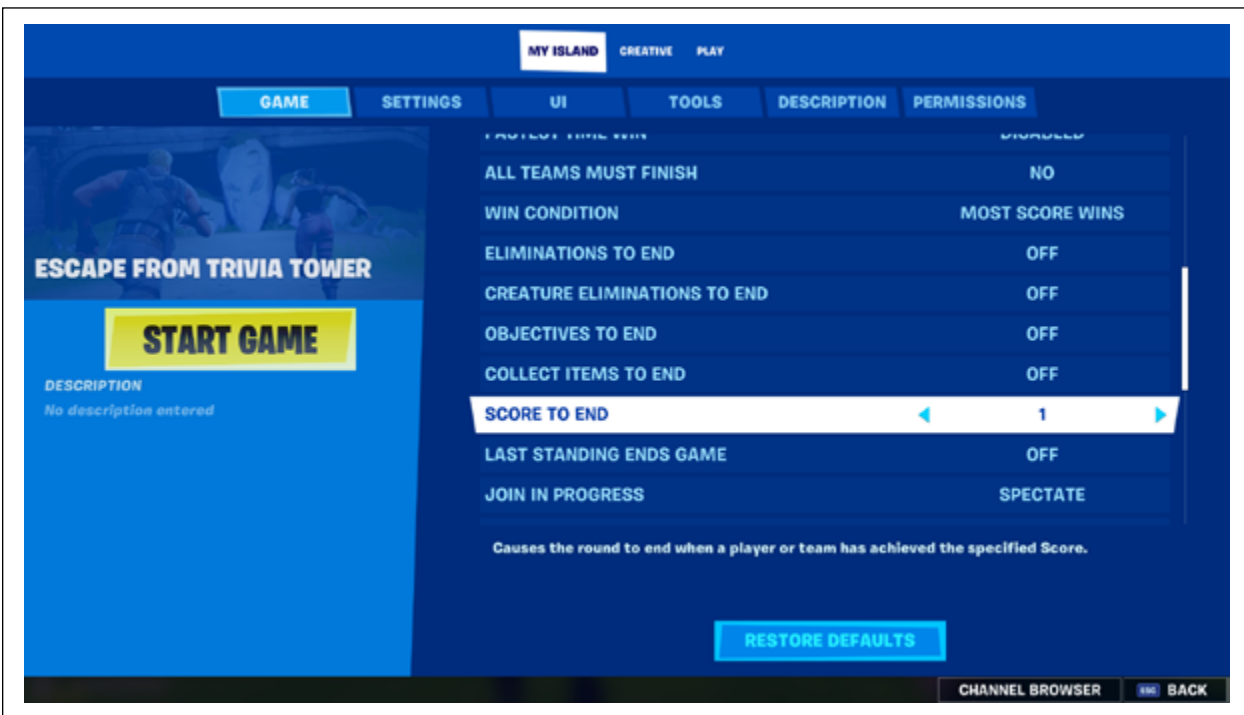 MY ISLAND CREATIVE PLAY
GAME SETTINGS UI TOOLS DESCRIPTION PERMISSIONS
FASTEST TIME WIN DISABLED
ALL TEAMS MUST FINISH NO
WIN CONDITION MOST SCORE WINS
ELIMINATIONS TO END OFF
ESCAPE FROM TRIVIA TOWER
CREATURE ELIMINATIONS TO END OFF
START GAME
OBJECTIVES TO END OFF
COLLECT ITEMS TO END OFF
DESCRIPTION
No description entered
SCORE TO END 1
LAST STANDING ENDS GAME OFF
JOIN IN PROGRESS SPECTATE
Causes the round to end when a player or team has achieved the specified Score.
RESTORE DEFAULTS
CHANNEL BROWSER ESC BACK